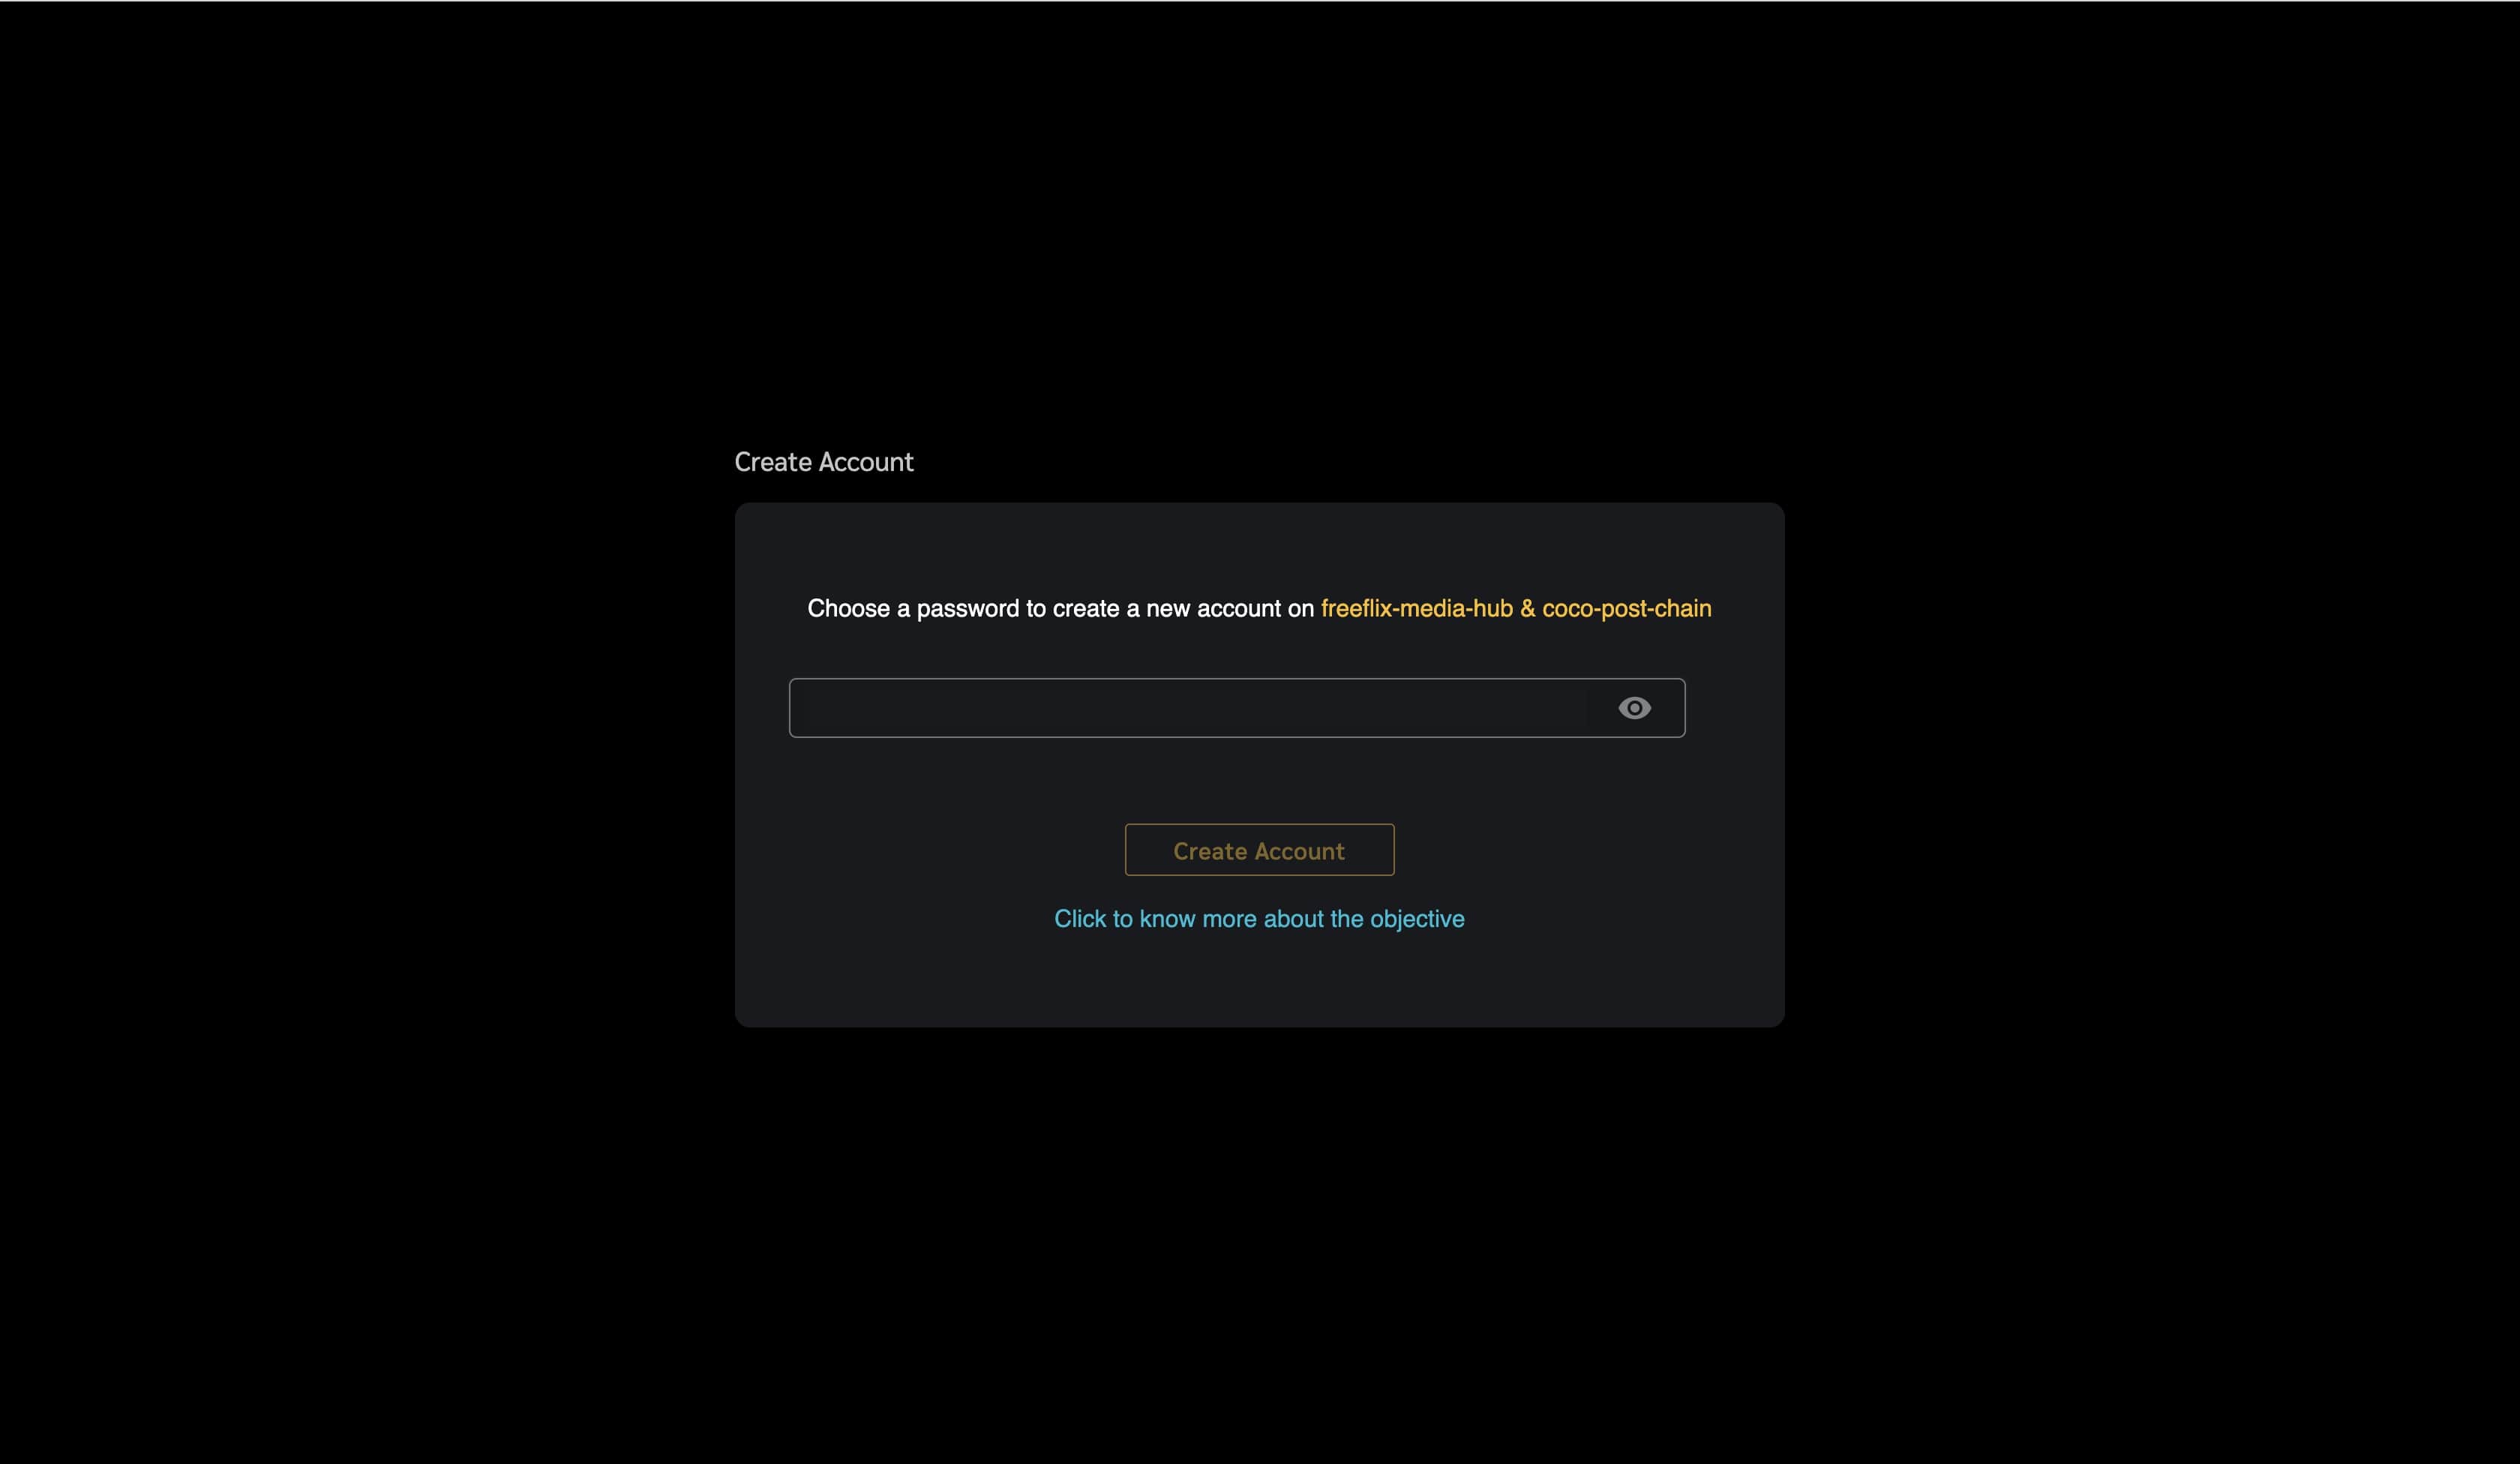 Create Account
Choose a password to create a new account on freeflix-media-hub & coco-post-chain
Create Account
Click to know more about the objective